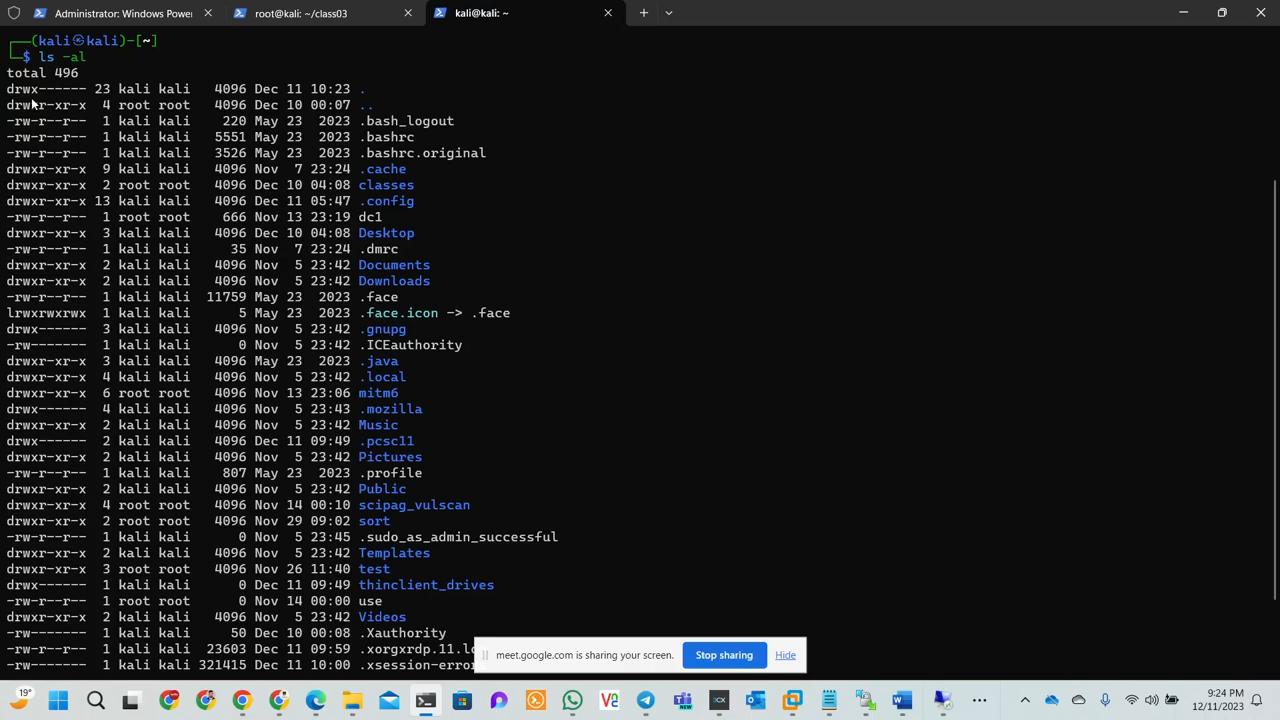 Administrator: Windows Power
root@kali: ~/class03
kali@kali: ~
┌──(kali㉿kali)-[~]
└─$ ls -al
total 496
drwx------ 23 kali kali   4096 Dec 11 10:23 .
drwxr-xr-x  4 root root   4096 Dec 10 00:07 ..
-rw-r--r--  1 kali kali    220 May 23  2023 .bash_logout
-rw-r--r--  1 kali kali   5551 May 23  2023 .bashrc
-rw-r--r--  1 kali kali   3526 May 23  2023 .bashrc.original
drwxr-xr-x  9 kali kali   4096 Nov  7 23:24 .cache
drwxr-xr-x  2 root root   4096 Dec 10 04:08 classes
drwxr-xr-x 13 kali kali   4096 Dec 11 05:47 .config
-rw-r--r--  1 root root    666 Nov 13 23:19 dc1
drwxr-xr-x  3 kali kali   4096 Dec 10 04:08 Desktop
-rw-r--r--  1 kali kali     35 Nov  7 23:24 .dmrc
drwxr-xr-x  2 kali kali   4096 Nov  5 23:42 Documents
drwxr-xr-x  2 kali kali   4096 Nov  5 23:42 Downloads
-rw-r--r--  1 kali kali  11759 May 23  2023 .face
lrwxrwxrwx  1 kali kali      5 May 23  2023 .face.icon -> .face
drwx------  3 kali kali   4096 Nov  5 23:42 .gnupg
-rw-------  1 kali kali      0 Nov  5 23:42 .ICEauthority
drwxr-xr-x  3 kali kali   4096 May 23  2023 .java
drwxr-xr-x  4 kali kali   4096 Nov  5 23:42 .local
drwxr-xr-x  6 root root   4096 Nov 13 23:06 mitm6
drwx------  4 kali kali   4096 Nov  5 23:43 .mozilla
drwxr-xr-x  2 kali kali   4096 Nov  5 23:42 Music
drwx------  2 kali kali   4096 Dec 11 09:49 .pcsc11
drwxr-xr-x  2 kali kali   4096 Nov  5 23:42 Pictures
-rw-r--r--  1 kali kali    807 May 23  2023 .profile
drwxr-xr-x  2 kali kali   4096 Nov  5 23:42 Public
drwxr-xr-x  4 root root   4096 Nov 14 00:10 scipag_vulscan
drwxr-xr-x  2 root root   4096 Nov 29 09:02 sort
-rw-r--r--  1 kali kali      0 Nov  5 23:45 .sudo_as_admin_successful
drwxr-xr-x  2 kali kali   4096 Nov  5 23:42 Templates
drwxr-xr-x  3 root root   4096 Nov 26 11:40 test
drwx------  1 kali kali      0 Dec 11 09:49 thinclient_drives
-rw-r--r--  1 root root      0 Nov 14 00:00 use
drwxr-xr-x  2 kali kali   4096 Nov  5 23:42 Videos
-rw-------  1 kali kali     50 Dec 10 00:08 .Xauthority
-rw-r--r--  1 kali kali  23603 Dec 11 09:59 .xorgxrdp.11.lo
-rw-------  1 kali kali 321415 Dec 11 10:00 .xsession-errors
meet.google.com is sharing your screen.
Stop sharing
Hide
19°
9:24 PM
12/11/2023